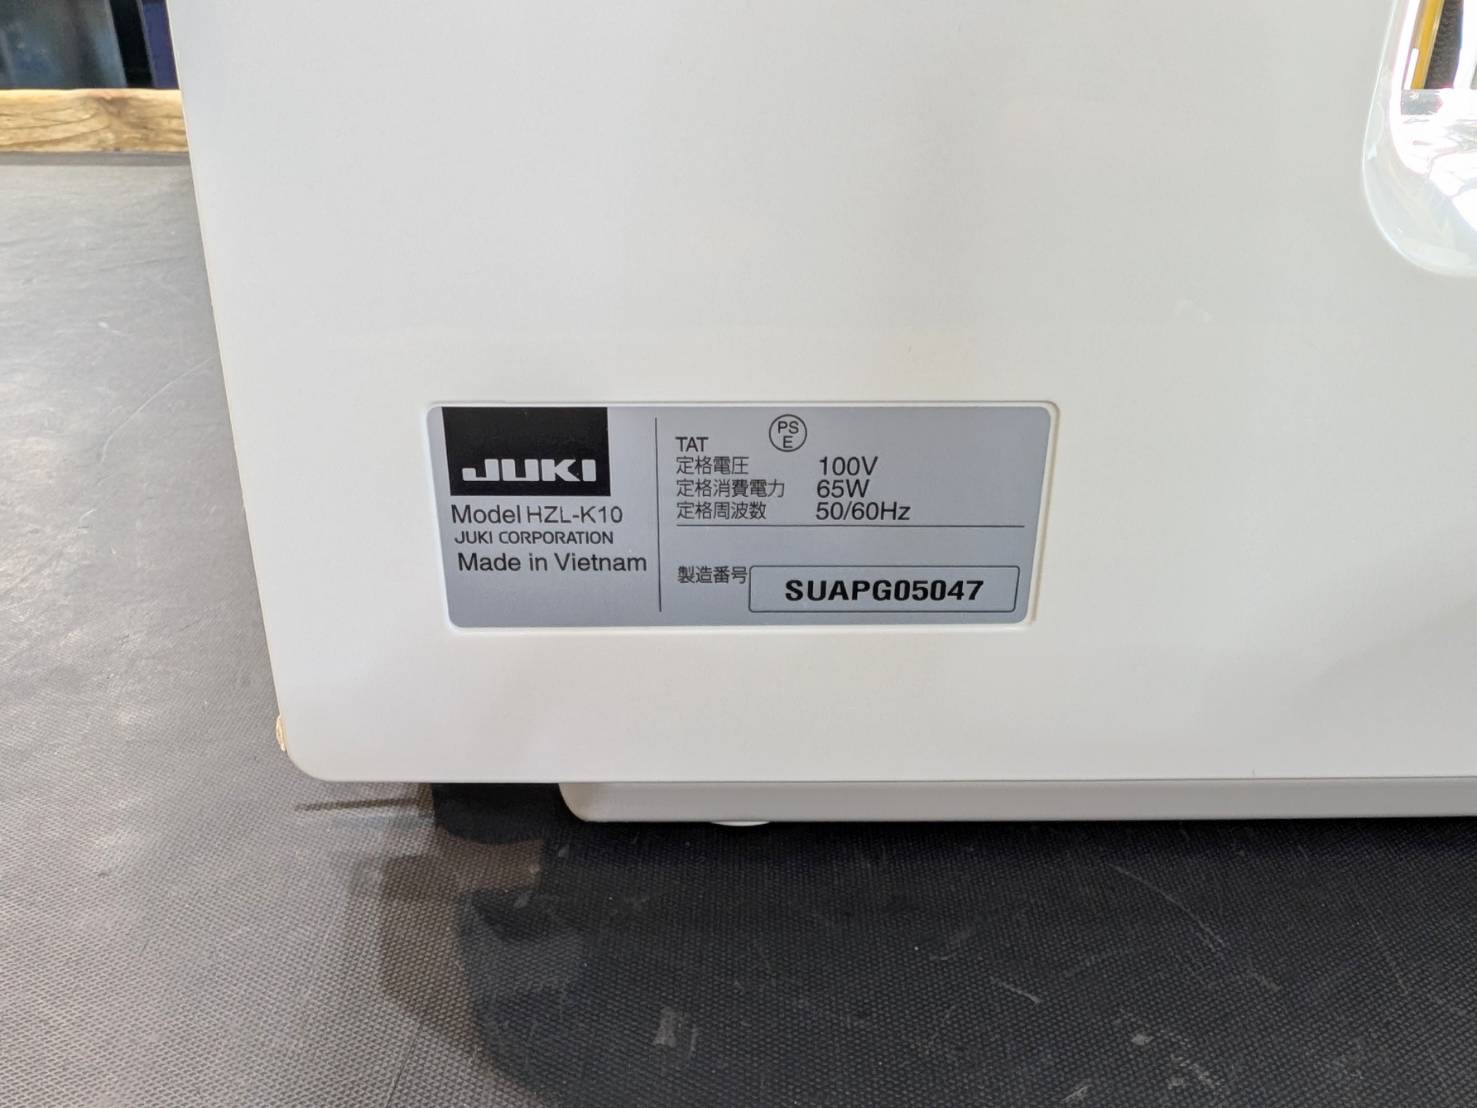 JUKI
Model HZL-K10
JUKI CORPORATION
Made in Vietnam
PS
E
TAT
定格電圧 100V
定格消費電力 65W
定格周波数 50/60Hz
製造番号 SUAPG05047